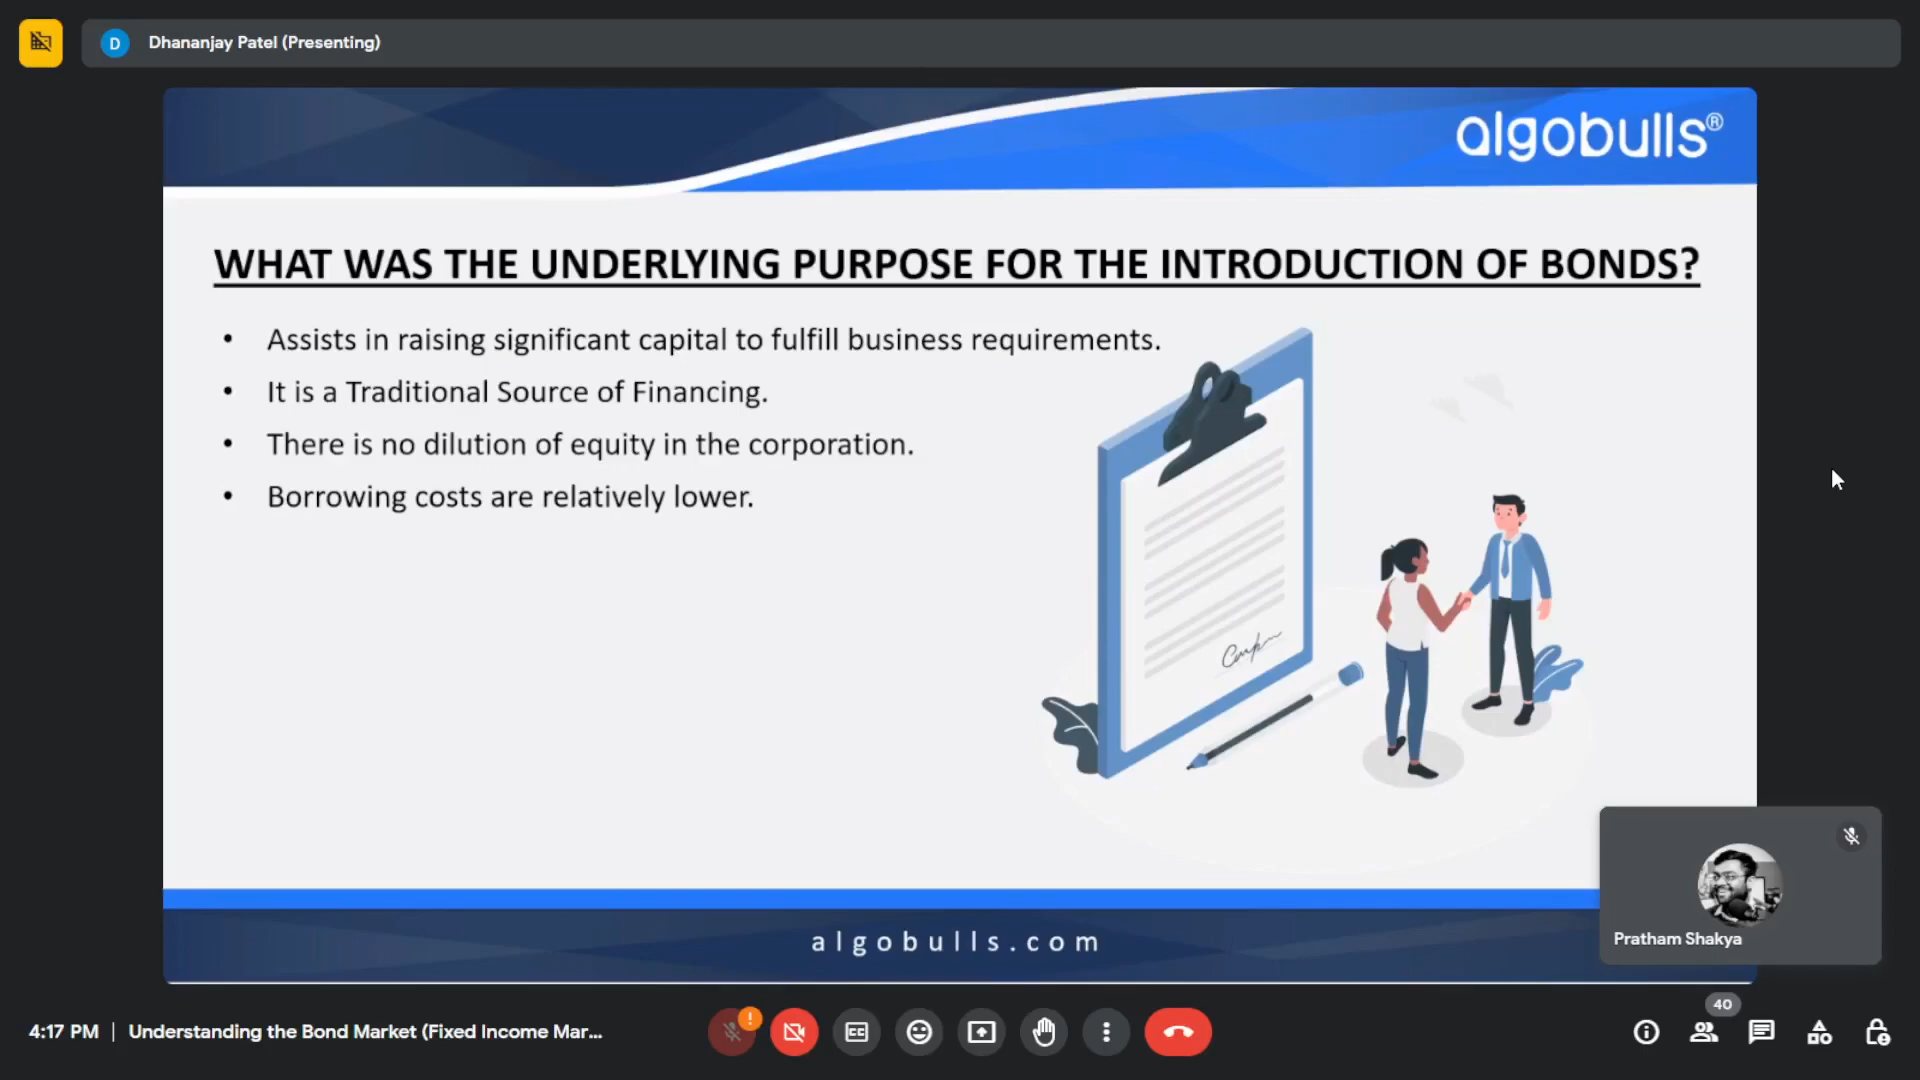 D Dhananjay Patel (Presenting)
algobulls®
WHAT WAS THE UNDERLYING PURPOSE FOR THE INTRODUCTION OF BONDS?
• Assists in raising significant capital to fulfill business requirements.
• It is a Traditional Source of Financing.
• There is no dilution of equity in the corporation.
• Borrowing costs are relatively lower.
Pratham Shakya
algobulls.com
40
4:17 PM | Understanding the Bond Market (Fixed Income Mar...